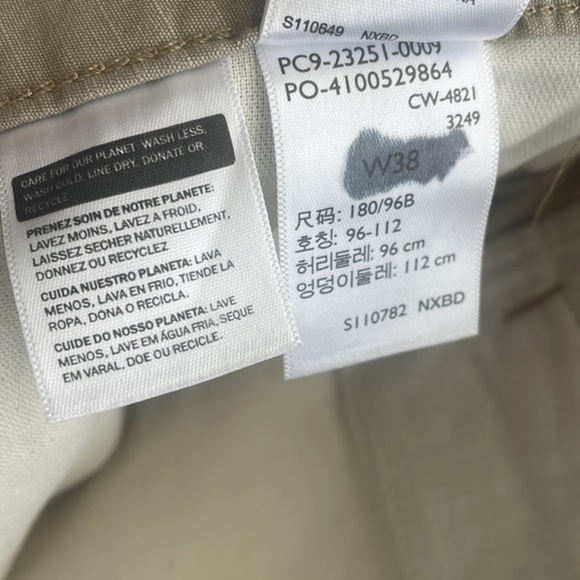 S110649 NXBD
PC9-23251-0009
PO-4100529864
CW-4821
3249
W38
尺码: 180/96B
호칭: 96-112
허리둘레: 96 cm
엉덩이둘레: 112 cm
S110782 NXBD
CARE FOR OUR PLANET: WASH LESS,
WASH COLD, LINE DRY, DONATE OR
RECYCLE
PRENEZ SOIN DE NOTRE PLANETE:
LAVEZ MOINS, LAVEZ A FROID,
LAISSEZ SECHER NATURELLEMENT,
DONNEZ OU RECYCLEZ
CUIDA NUESTRO PLANETA: LAVA
MENOS, LAVA EN FRIO, TIENDE LA
ROPA, DONA O RECICLA.
CUIDE DO NOSSO PLANETA: LAVE
MENOS, LAVE EM ÁGUA FRIA, SEQUE
EM VARAL, DOE OU RECICLE.